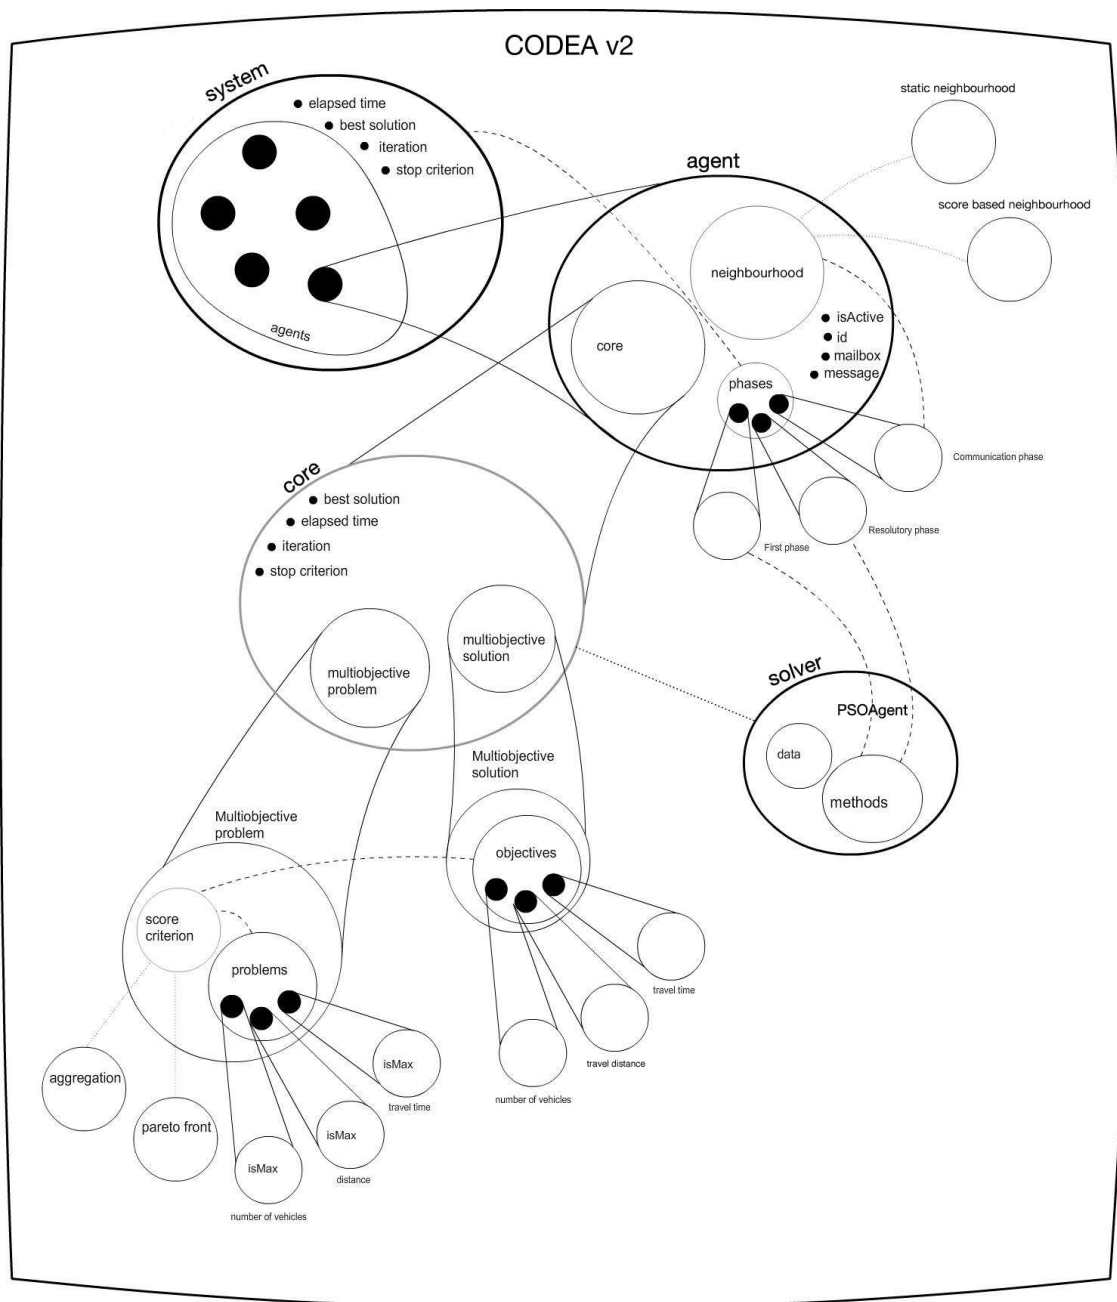 CODEA v2
system
elapsed time
best solution
iteration
stop criterion
agents
agent
static neighbourhood
score based neighbourhood
neighbourhood
core
isActive
id
mailbox
message
phases
Communication phase
Resolutory phase
First phase
core
best solution
elapsed time
iteration
stop criterion
multiobjective
problem
multiobjective
solution
solver
PSOAgent
data
methods
Multiobjective
solution
objectives
travel time
travel distance
number of vehicles
Multiobjective
problem
score
criterion
problems
aggregation
pareto front
isMax
travel time
isMax
distance
isMax
number of vehicles